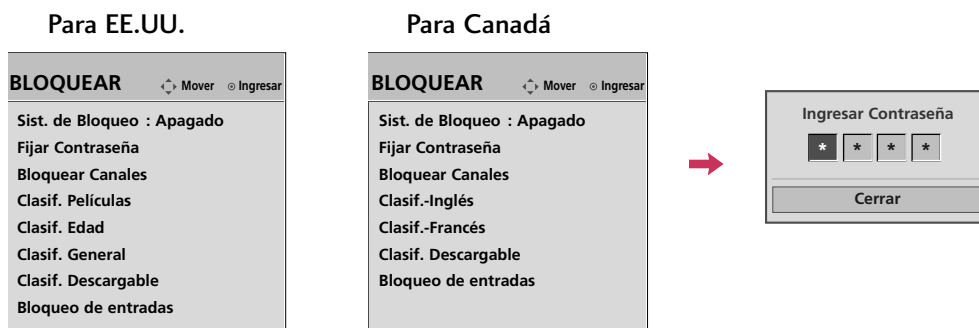 Para EE.UU.
BLOQUEAR Mover Ingresar
Sist. de Bloqueo : Apagado
Fijar Contraseña
Bloquear Canales
Clasif. Películas
Clasif. Edad
Clasif. General
Clasif. Descargable
Bloqueo de entradas
Para Canadá
BLOQUEAR Mover Ingresar
Sist. de Bloqueo : Apagado
Fijar Contraseña
Bloquear Canales
Clasif.-Inglés
Clasif.-Francés
Clasif. Descargable
Bloqueo de entradas
Ingresar Contraseña
* * * *
Cerrar